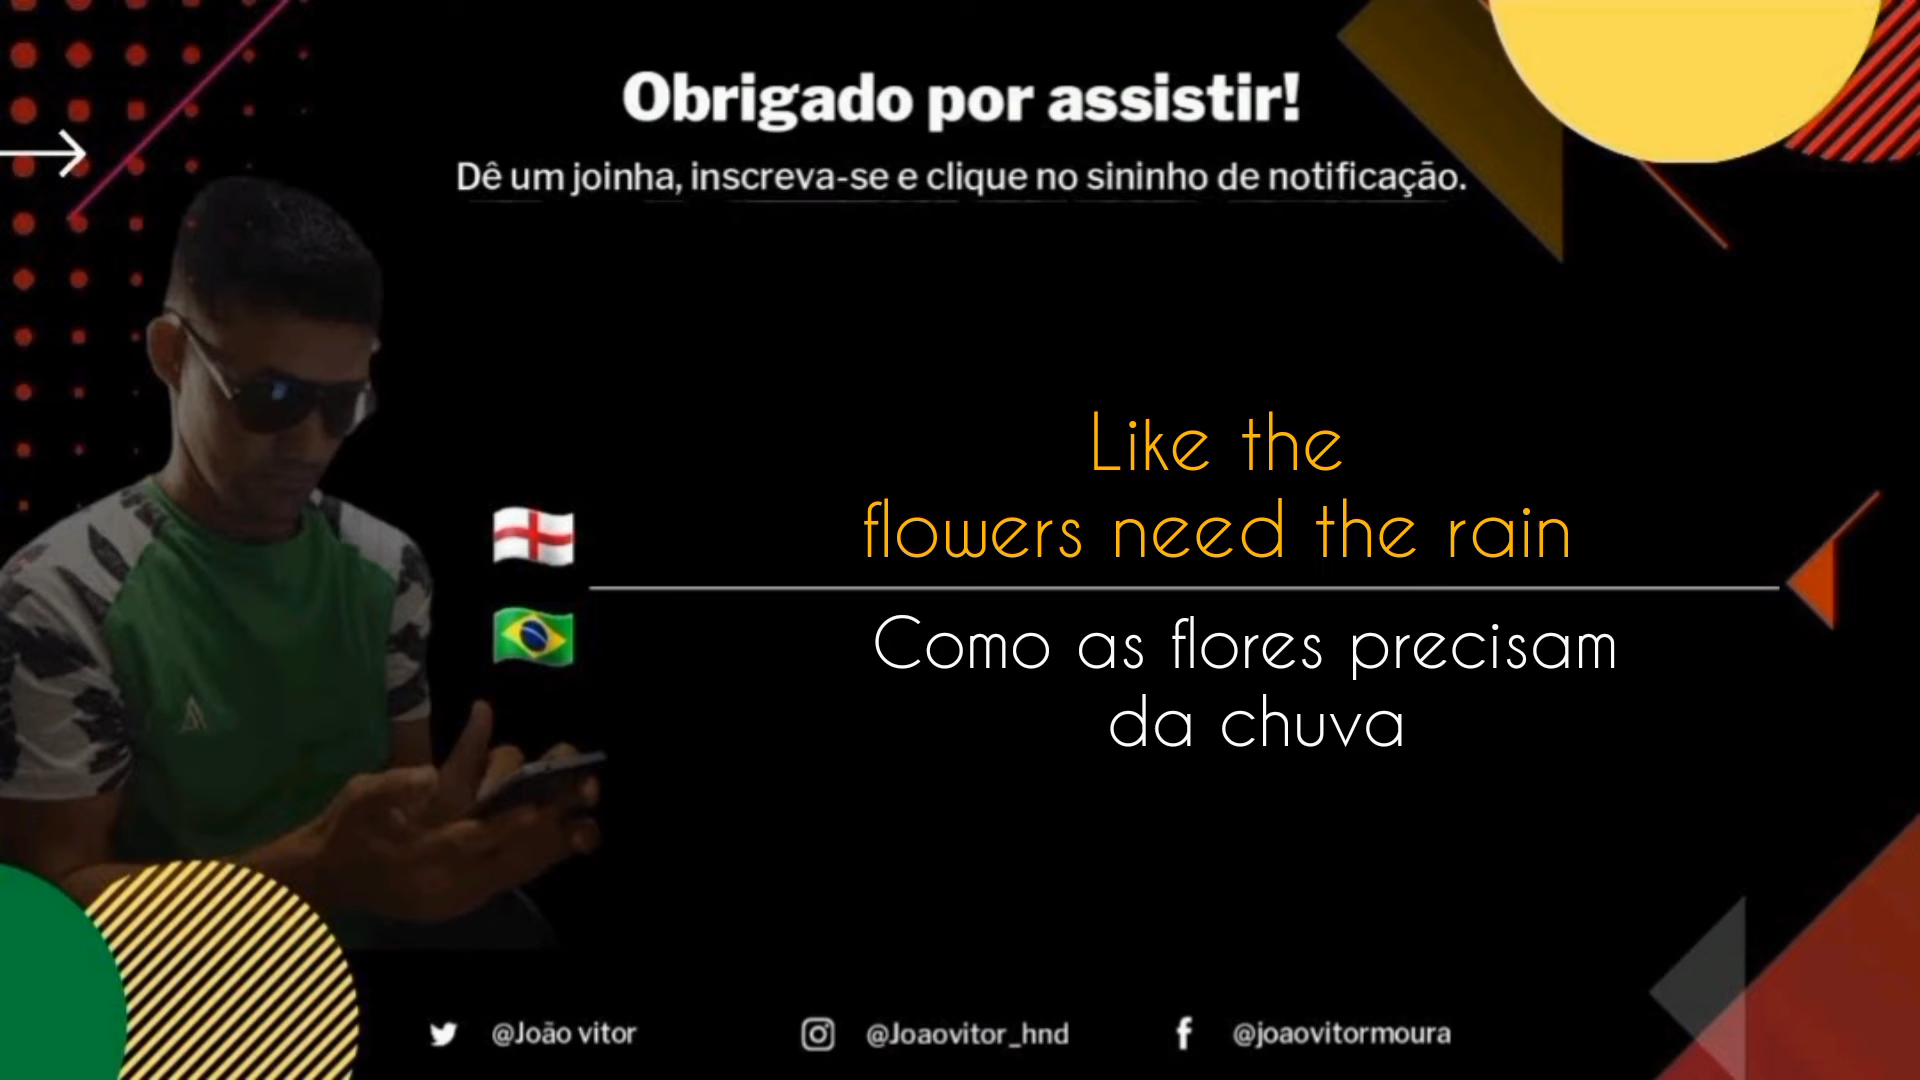 Obrigado por assistir!
Dê um joinha, inscreva-se e clique no sininho de notificação.
Like the
flowers need the rain
Como as flores precisam
da chuva
@João vitor
@Joaovitor_hnd
@joaovitormoura